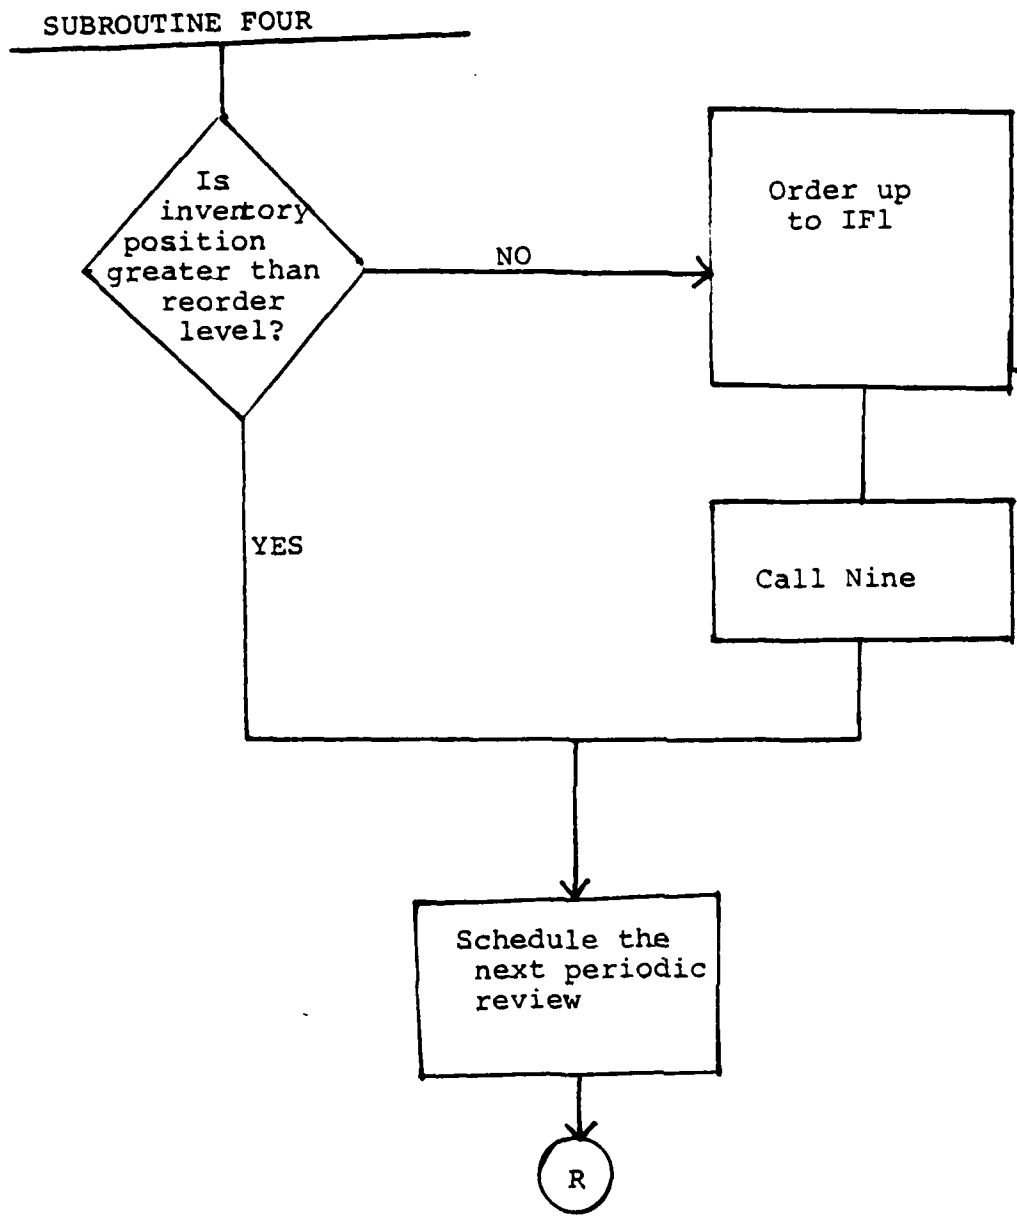 SUBROUTINE FOUR
Is
inventory
position
greater than
reorder
level?
NO
Order up
to IF1
YES
Call Nine
Schedule the
next periodic
review
R